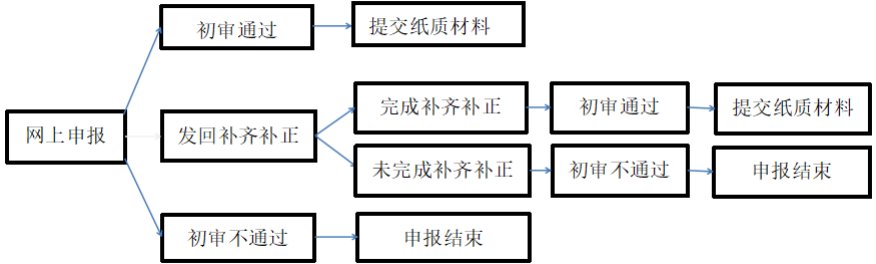 初审通过
提交纸质材料
网上申报
发回补齐补正
完成补齐补正
初审通过
提交纸质材料
未完成补齐补正
初审不通过
申报结束
初审不通过
申报结束